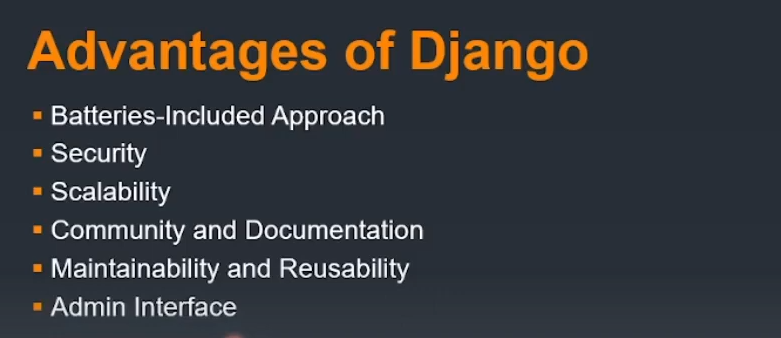 Advantages of Django
▪ Batteries-Included Approach
▪ Security
▪ Scalability
▪ Community and Documentation
▪ Maintainability and Reusability
▪ Admin Interface